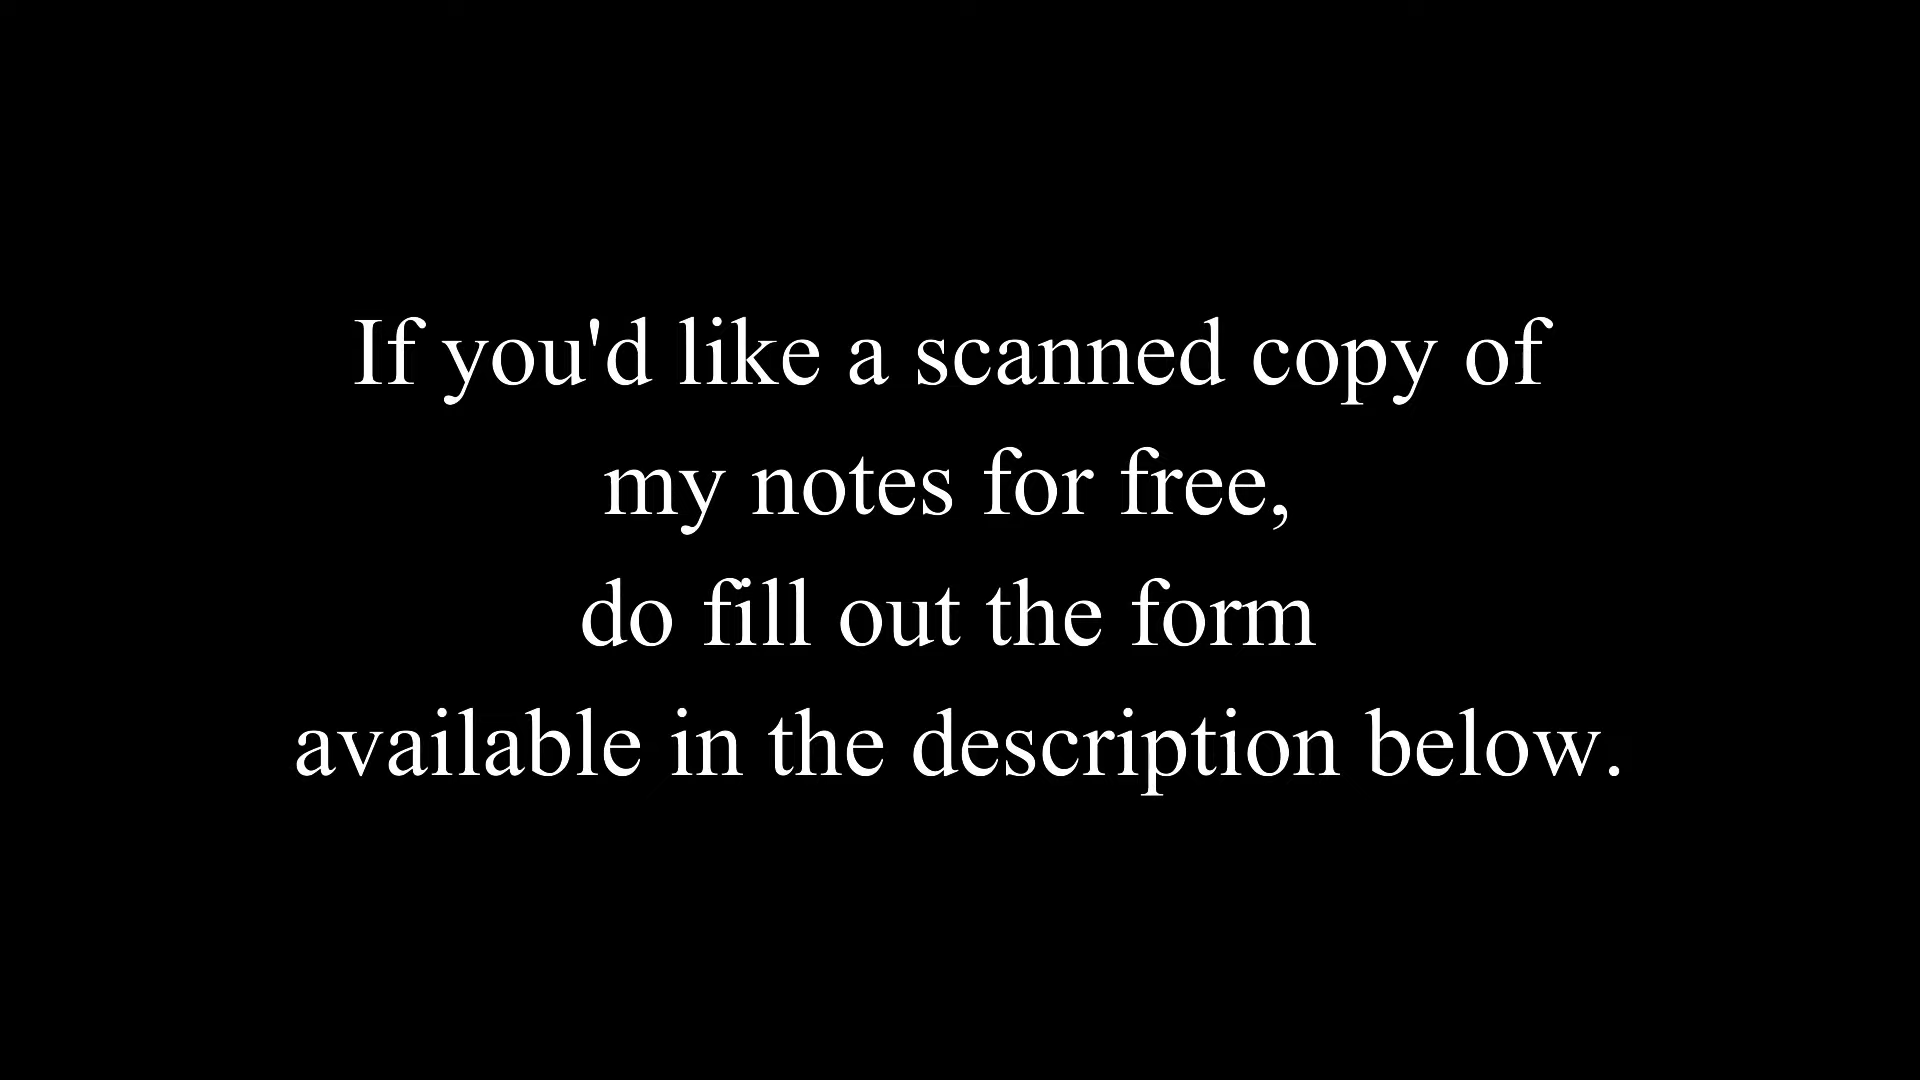 If you'd like a scanned copy of
my notes for free,
do fill out the form
available in the description below.